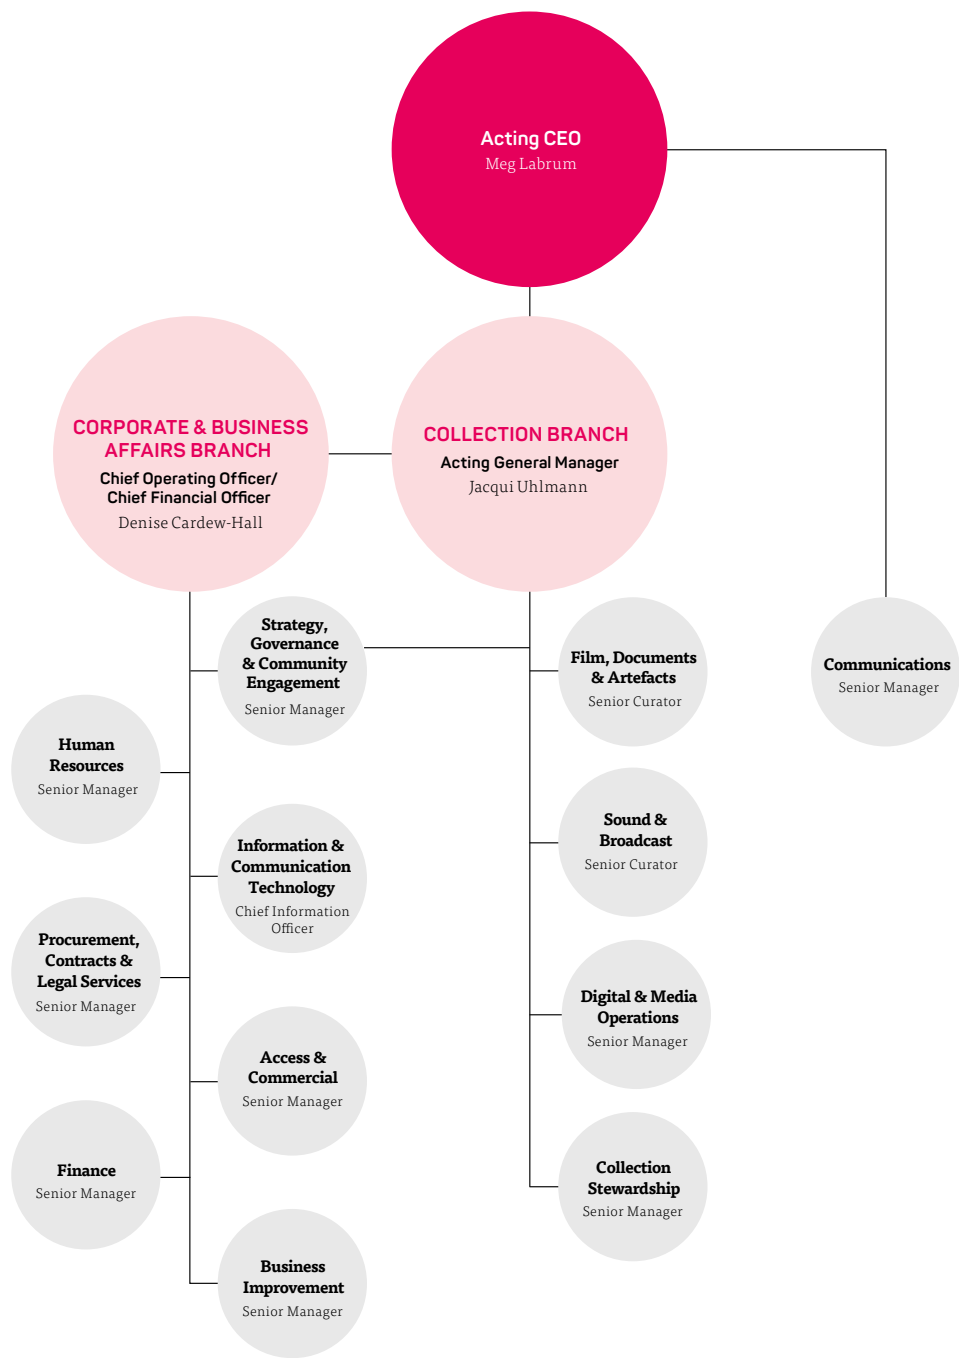 Acting CEO
Meg Labrum
CORPORATE & BUSINESS
AFFAIRS BRANCH
Chief Operating Officer/
Chief Financial Officer
Denise Cardew-Hall
COLLECTION BRANCH
Acting General Manager
Jacqui Uhlmann
Strategy,
Governance
& Community
Engagement
Senior Manager
Human
Resources
Senior Manager
Information &
Communication
Technology
Chief Information
Officer
Procurement,
Contracts &
Legal Services
Senior Manager
Access &
Commercial
Senior Manager
Finance
Senior Manager
Business
Improvement
Senior Manager
Film, Documents
& Artefacts
Senior Curator
Sound &
Broadcast
Senior Curator
Digital & Media
Operations
Senior Manager
Collection
Stewardship
Senior Manager
Communications
Senior Manager